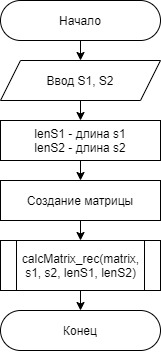 Начало
Ввод S1, S2
lenS1 - длина s1
lenS2 - длина s2
Создание матрицы
calcMatrix_rec(matrix,
s1, s2, lenS1, lenS2)
Конец